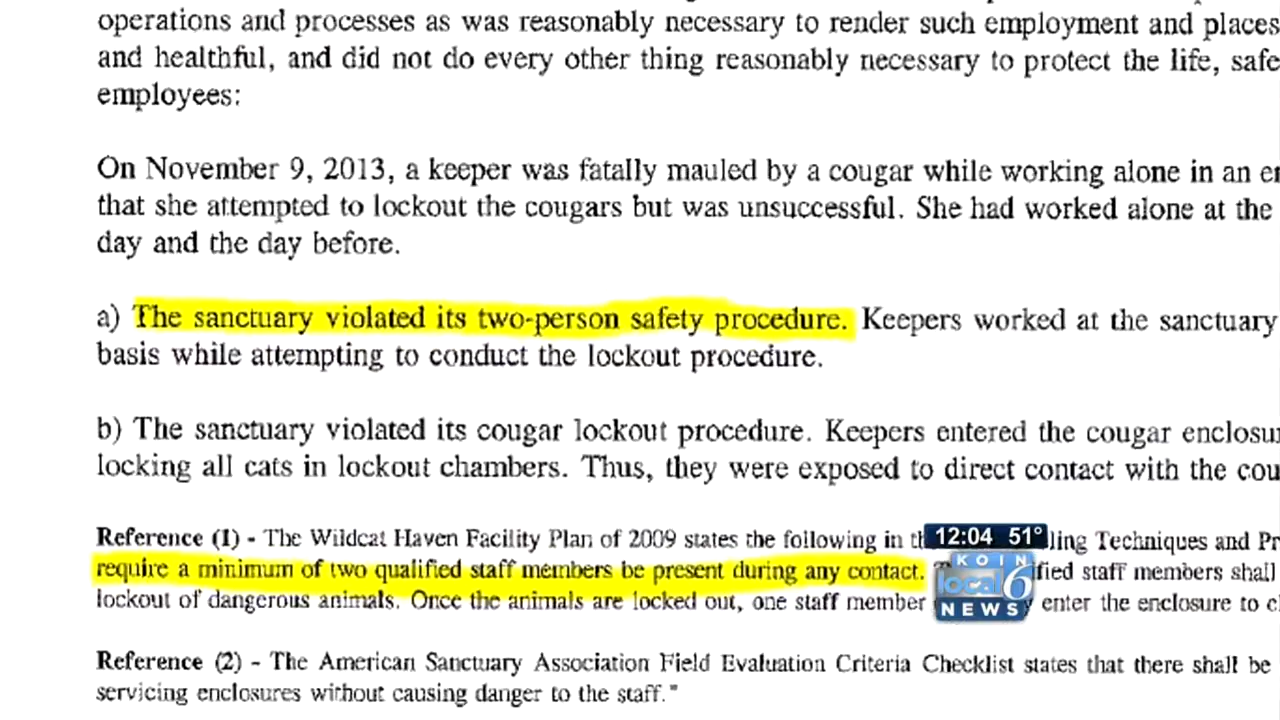 operations and processes as was reasonably necessary to render such employment and places
and healthful, and did not do every other thing reasonably necessary to protect the life, safe
employees:
On November 9, 2013, a keeper was fatally mauled by a cougar while working alone in an
that she attempted to lockout the cougars but was unsuccessful. She had worked alone at the
day and the day before.
a) The sanctuary violated its two-person safety procedure. Keepers worked at the sanctuary
basis while attempting to conduct the lockout procedure.
b) The sanctuary violated its cougar lockout procedure. Keepers entered the cougar
locking all cats in lockout chambers. Thus, they were exposed to direct contact with the
Reference (1) - The Wildcat Haven Facility Plan of 2009 states the following in Techniques and
require a minimum of two qualified staff members be present during any contact. staff members shall
lockout of dangerous animals. Once the animals are locked out, one staff member enter the enclosure to
Reference (2) - The American Sanctuary Association Field Evaluation Criteria Checklist states that there shall be
servicing enclosures without causing danger to the staff."
12:04 51°
KOIN
local 6
NEWS